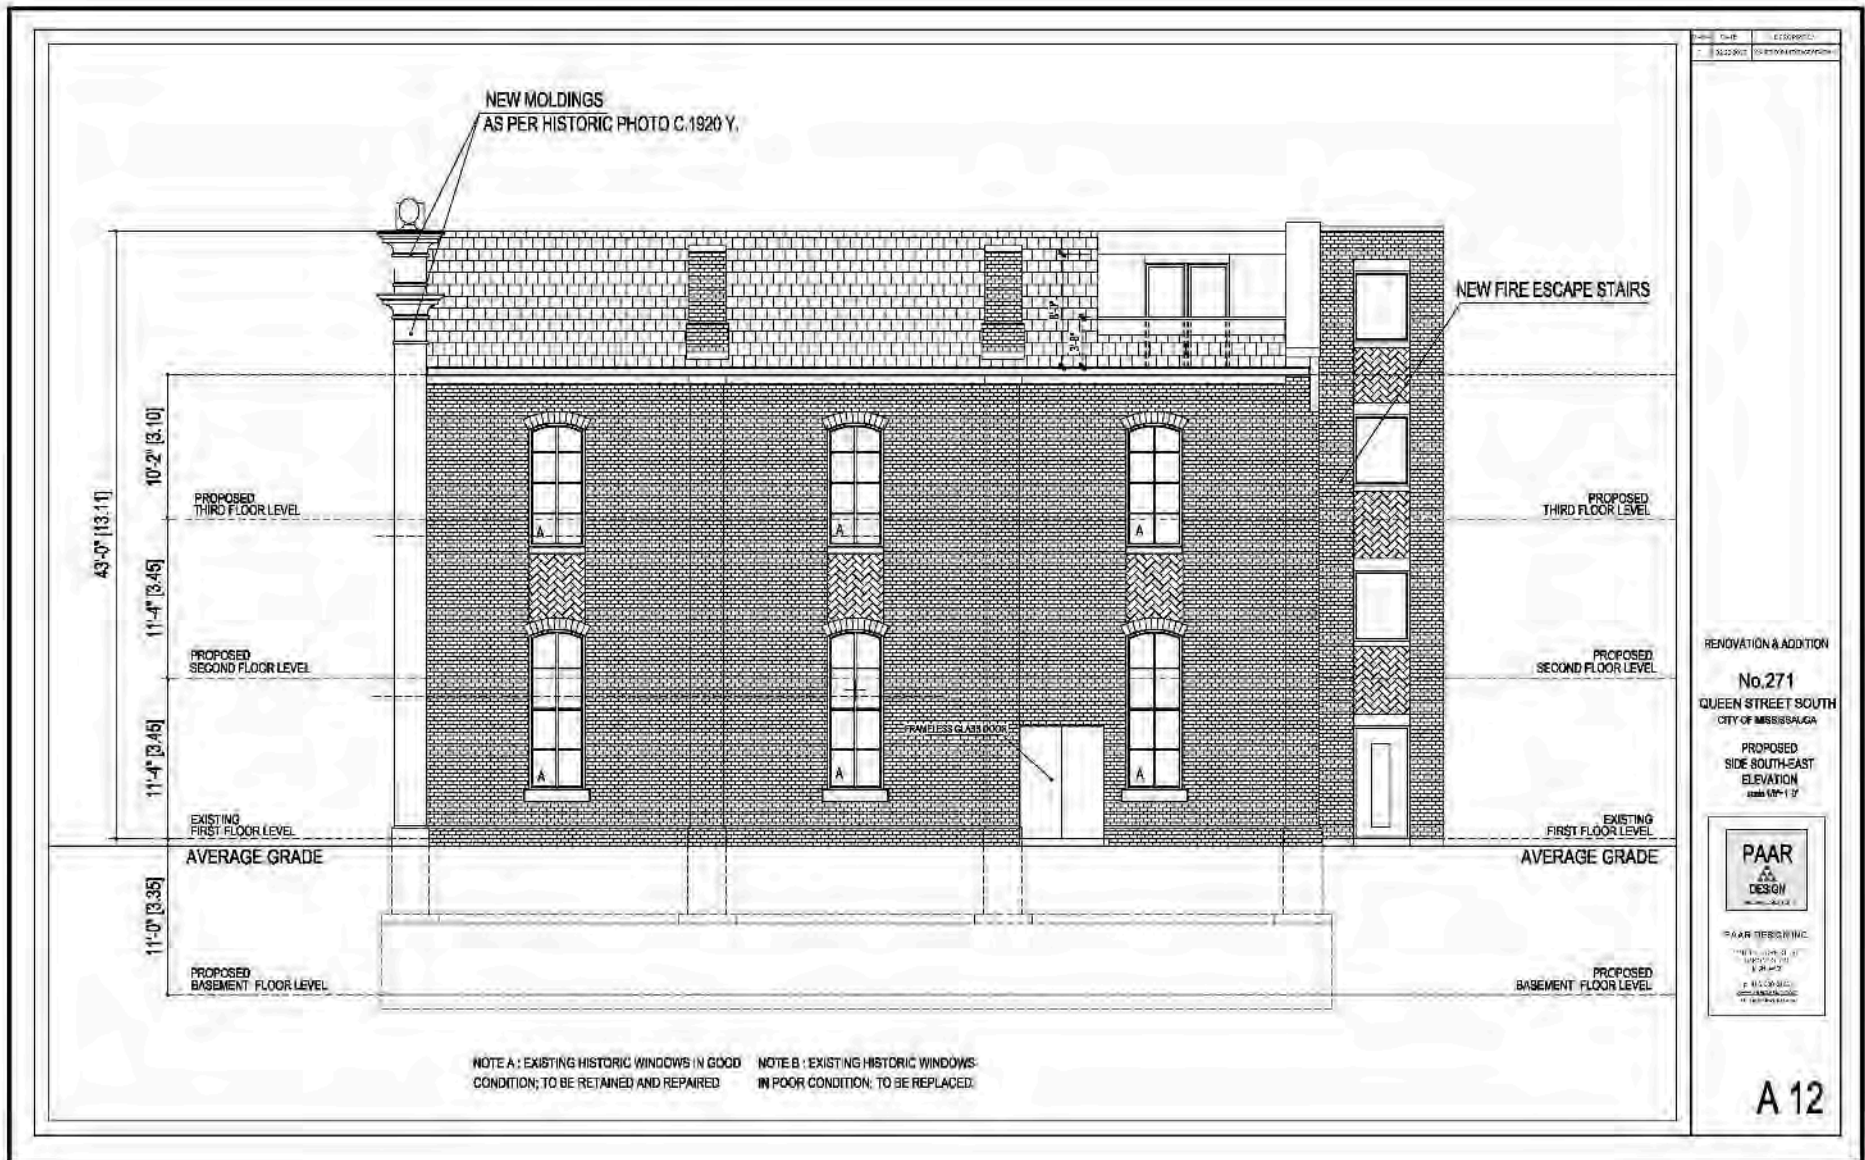 DATE
NEW MOLDINGS
AS PER HISTORIC PHOTO C.1920 Y.
NEW FIRE ESCAPE STAIRS
8'-9"
3'-8"
43'-0" [13.11]
10'-2" [3.10]
11'-4" [3.45]
11'-4" [3.45]
11'-0" [3.35]
PROPOSED
THIRD FLOOR LEVEL
PROPOSED
SECOND FLOOR LEVEL
EXISTING
FIRST FLOOR LEVEL
AVERAGE GRADE
PROPOSED
BASEMENT FLOOR LEVEL
A
A
A
FRAMELESS GLASS DOOR
A
A
A
PROPOSED
THIRD FLOOR LEVEL
PROPOSED
SECOND FLOOR LEVEL
EXISTING
FIRST FLOOR LEVEL
AVERAGE GRADE
PROPOSED
BASEMENT FLOOR LEVEL
NOTE A : EXISTING HISTORIC WINDOWS IN GOOD
CONDITION; TO BE RETAINED AND REPAIRED
NOTE B : EXISTING HISTORIC WINDOWS
IN POOR CONDITION; TO BE REPLACED.
RENOVATION & ADDITION
No.271
QUEEN STREET SOUTH
CITY OF MISSISSAUGA
PROPOSED
SIDE SOUTH-EAST
ELEVATION
PAAR
DESIGN
PAAR DESIGN INC.
A 12